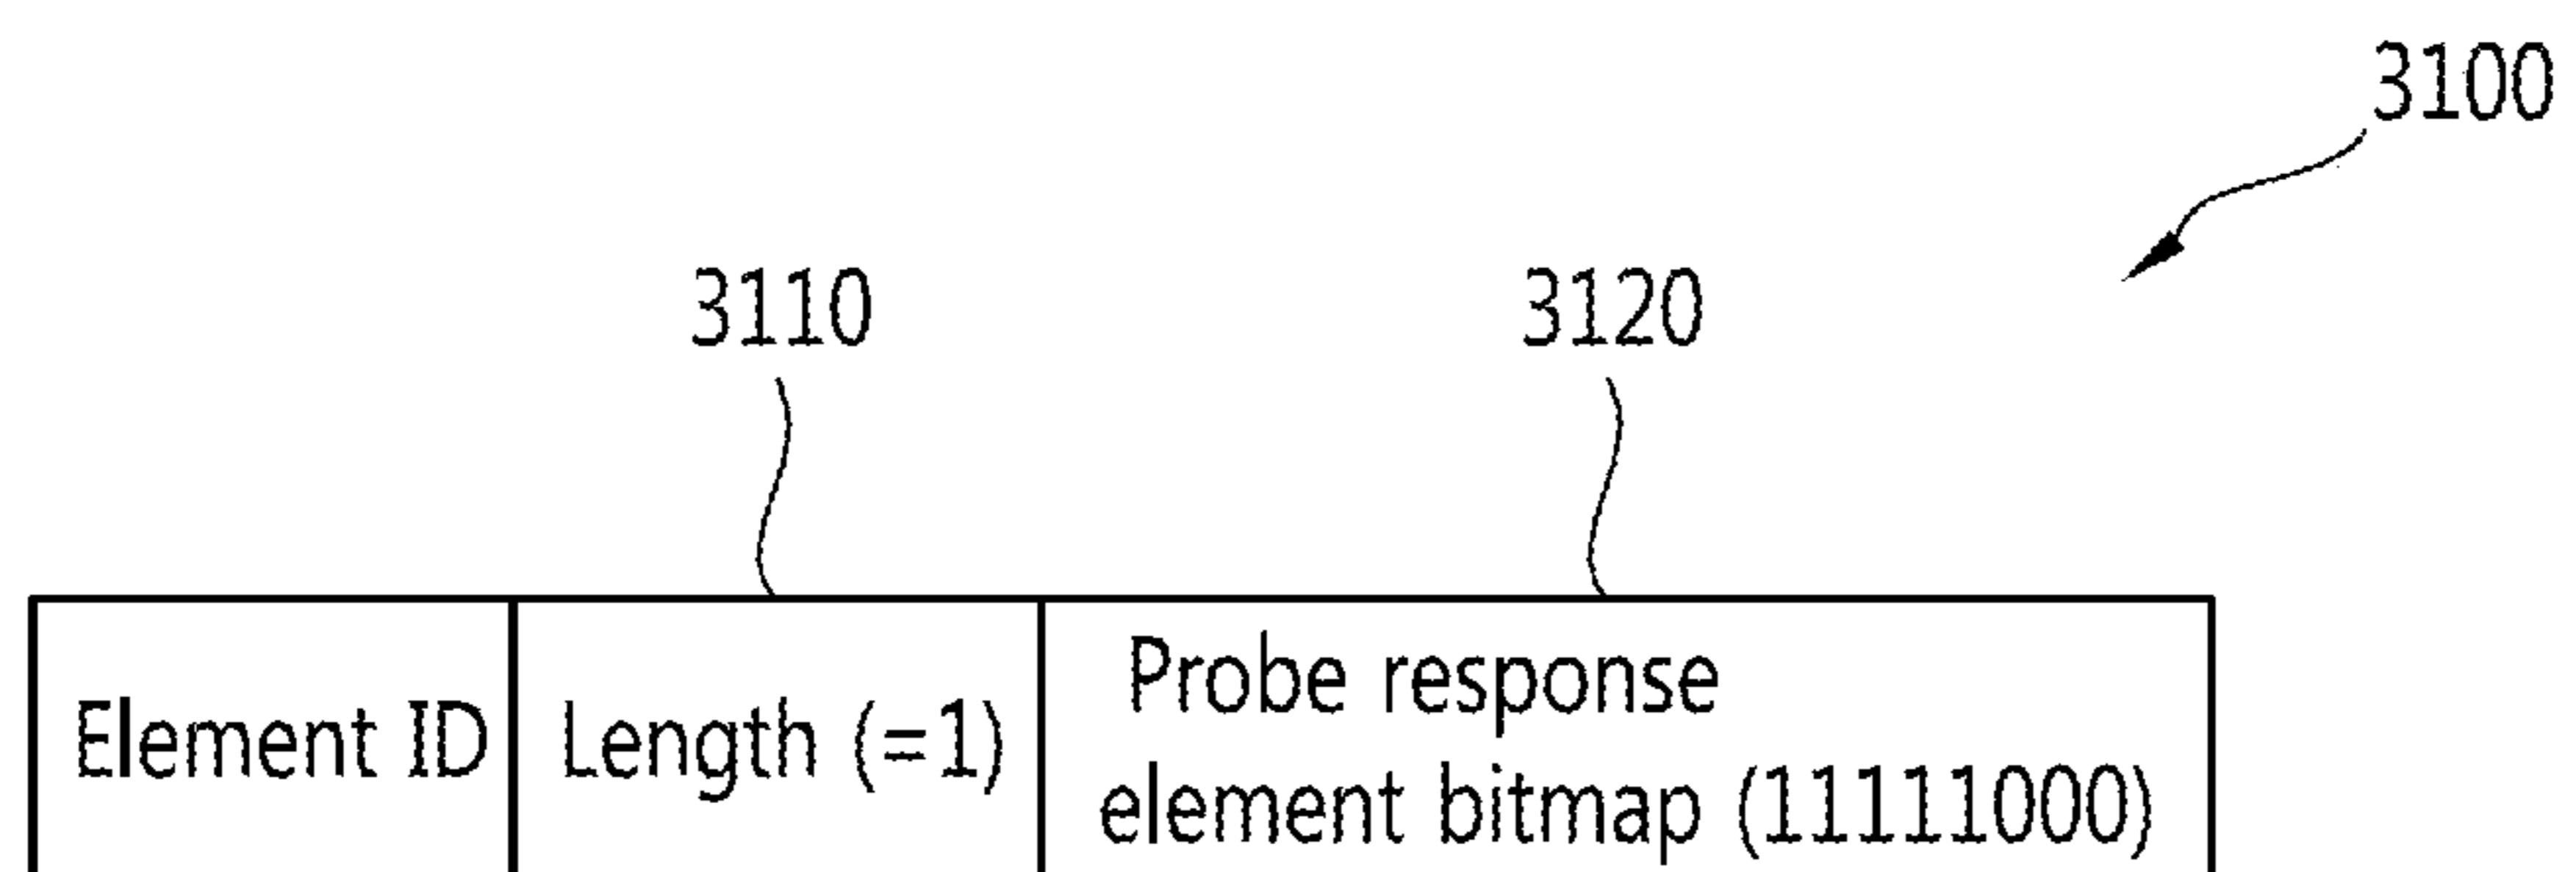 3100
3110
3120
Element ID
Length (=1)
Probe response
element bitmap (11111000)